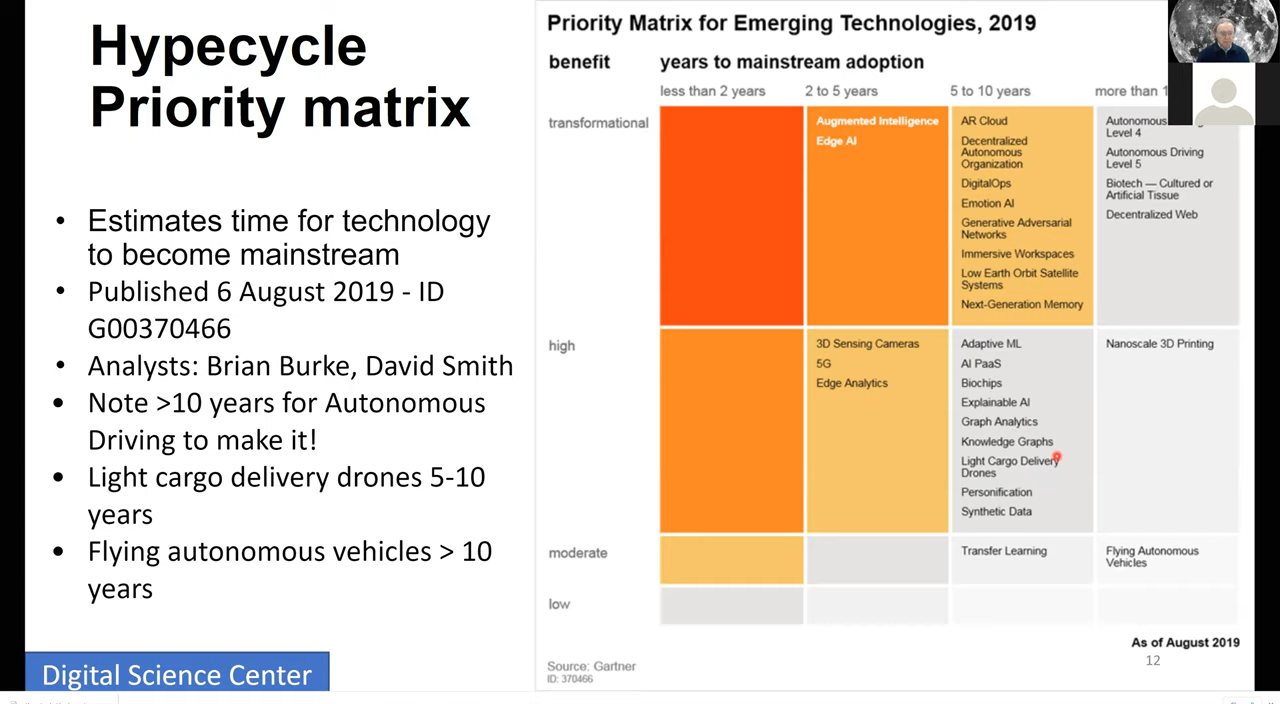 Hypecycle
Priority matrix
• Estimates time for technology
to become mainstream
• Published 6 August 2019 - ID
G00370466
• Analysts: Brian Burke, David Smith
• Note >10 years for Autonomous
Driving to make it!
• Light cargo delivery drones 5-10
years
• Flying autonomous vehicles > 10
years
Digital Science Center
Priority Matrix for Emerging Technologies, 2019
benefit years to mainstream adoption
less than 2 years 2 to 5 years 5 to 10 years more than
transformational
Augmented Intelligence
Edge AI
AR Cloud
Decentralized
Autonomous
Organization
DigitalOps
Emotion AI
Generative Adversarial
Networks
Immersive Workspaces
Low Earth Orbit Satellite
Systems
Next-Generation Memory
Autonomous
Level 4
Autonomous Driving
Level 5
Biotech — Cultured or
Artificial Tissue
Decentralized Web
high
3D Sensing Cameras
5G
Edge Analytics
Adaptive ML
AI PaaS
Biochips
Explainable AI
Graph Analytics
Knowledge Graphs
Light Cargo Delivery
Drones
Personification
Synthetic Data
Nanoscale 3D Printing
moderate
Transfer Learning
Flying Autonomous
Vehicles
low
As of August 2019
12
Source: Gartner
ID: 370466